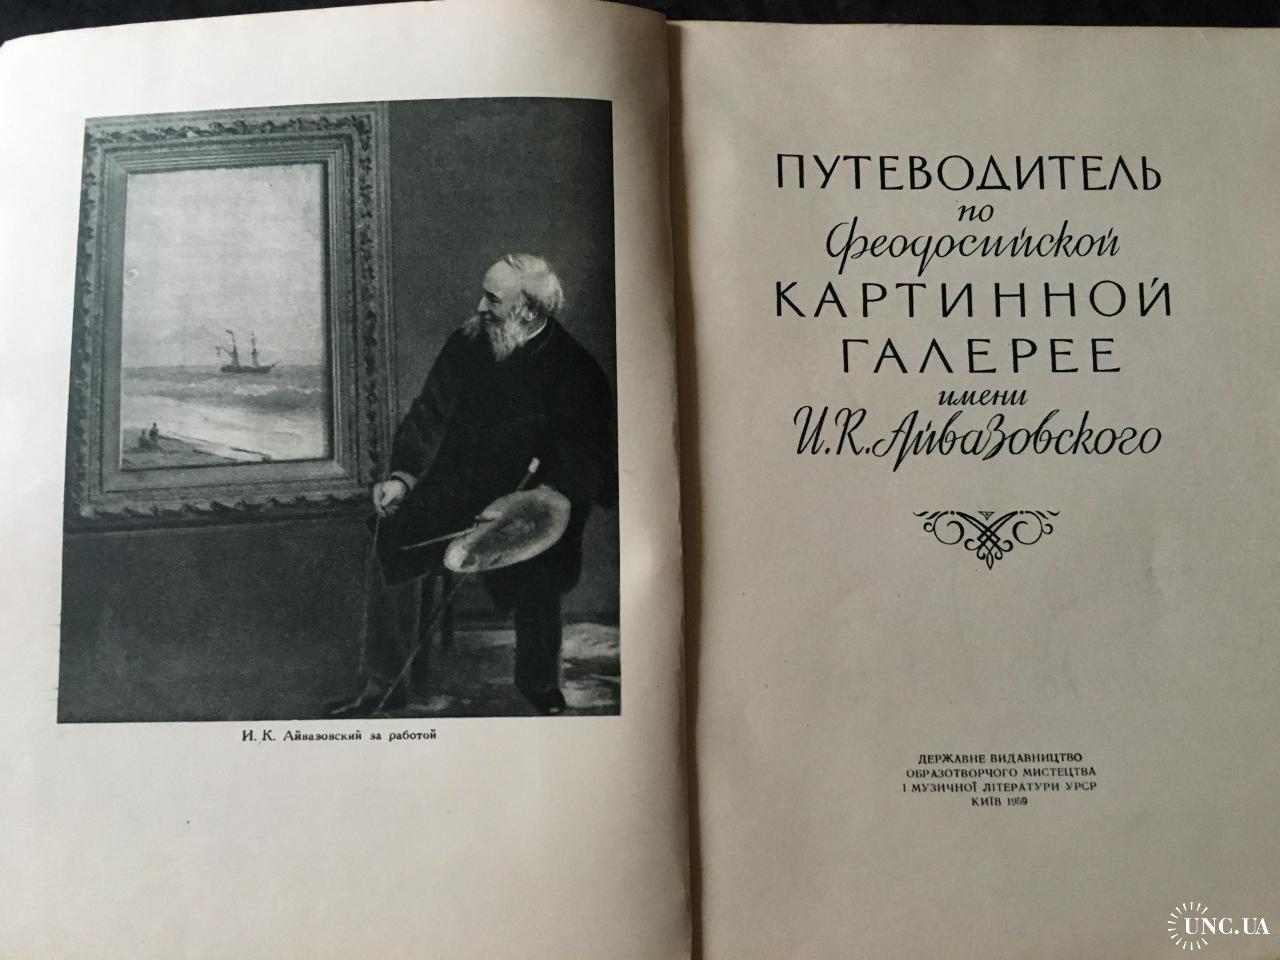 И. К. Айвазовский за работой
ПУТЕВОДИТЕЛЬ
по
Феодосийской
КАРТИННОЙ
ГАЛЕРЕЕ
имени
И. К. Айвазовского
ДЕРЖАВНЕ ВИДАВНИЦТВО
ОБРАЗОТВОРЧОГО МИСТЕЦТВА
І МУЗИЧНОЇ ЛІТЕРАТУРИ УРСР
КИЇВ 1959
UNC.UA